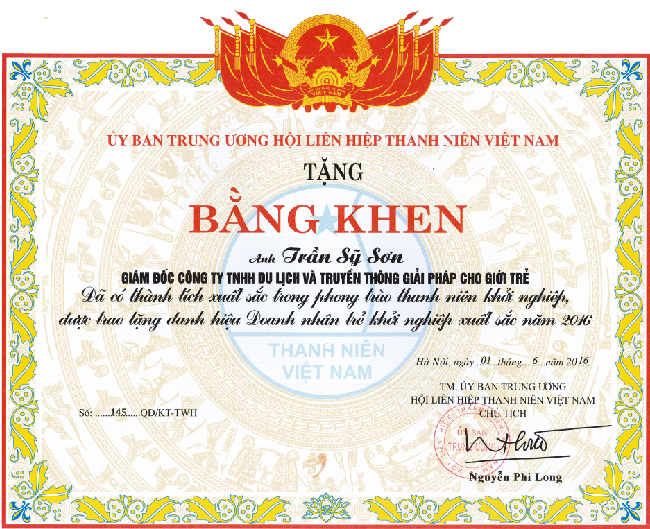 ỦY BAN TRUNG ƯƠNG HỘI LIÊN HIỆP THANH NIÊN VIỆT NAM
TẶNG
BẰNG KHEN
Anh Trần Sỹ Sơn
GIÁM ĐỐC CÔNG TY TNHH DU LỊCH VÀ TRUYỀN THÔNG GIẢI PHÁP CHO GIỚI TRẺ
Đã có thành tích xuất sắc trong phong trào thanh niên khởi nghiệp,
được trao tặng danh hiệu Doanh nhân trẻ khởi nghiệp xuất sắc năm 2016
THANH NIÊN
VIỆT NAM
Hà Nội, ngày 01 tháng 6 năm 2016
TM. ỦY BAN TRUNG ƯƠNG
HỘI LIÊN HIỆP THANH NIÊN VIỆT NAM
CHỦ TỊCH
Số: ......145.....QĐ/KT-TWH
ỦY BAN
TRUNG ƯƠNG
Nguyễn Phi Long